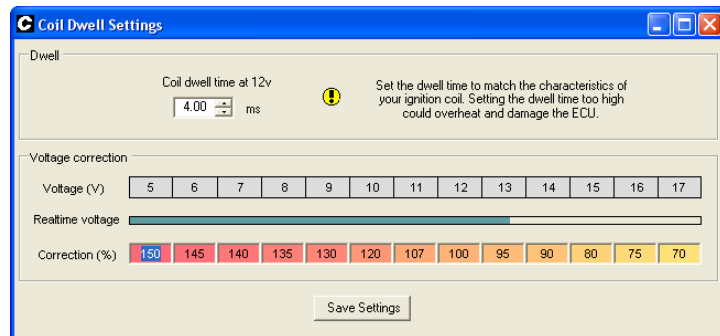 C Coil Dwell Settings
Dwell
Coil dwell time at 12v
4.00 ms
!
Set the dwell time to match the characteristics of
your ignition coil. Setting the dwell time too high
could overheat and damage the ECU.
Voltage correction
Voltage (V) 5 6 7 8 9 10 11 12 13 14 15 16 17
Realtime voltage
Correction (%) 150 145 140 135 130 120 107 100 95 90 80 75 70
Save Settings